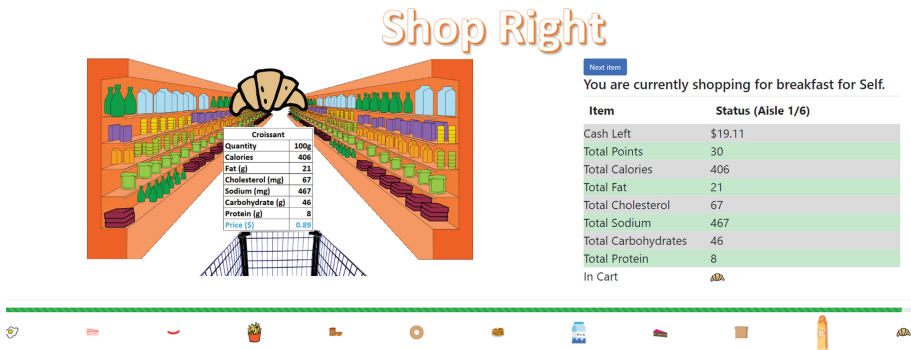 Shop Right
Croissant
Quantity 100g
Calories 406
Fat (g) 21
Cholesterol (mg) 67
Sodium (mg) 467
Carbohydrate (g) 46
Protein (g) 8
Price ($) 0.89
Next item
You are currently shopping for breakfast for Self.
Item Status (Aisle 1/6)
Cash Left $19.11
Total Points 30
Total Calories 406
Total Fat 21
Total Cholesterol 67
Total Sodium 467
Total Carbohydrates 46
Total Protein 8
In Cart